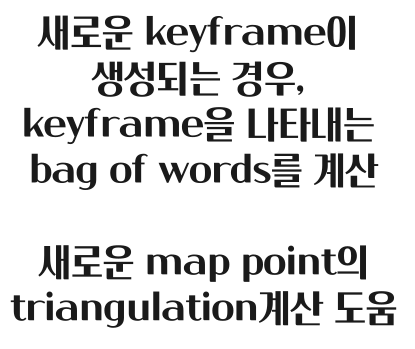 새로운 keyframe이
생성되는 경우,
keyframe을 나타내는
bag of words를 계산
새로운 map point의
triangulation계산 도움